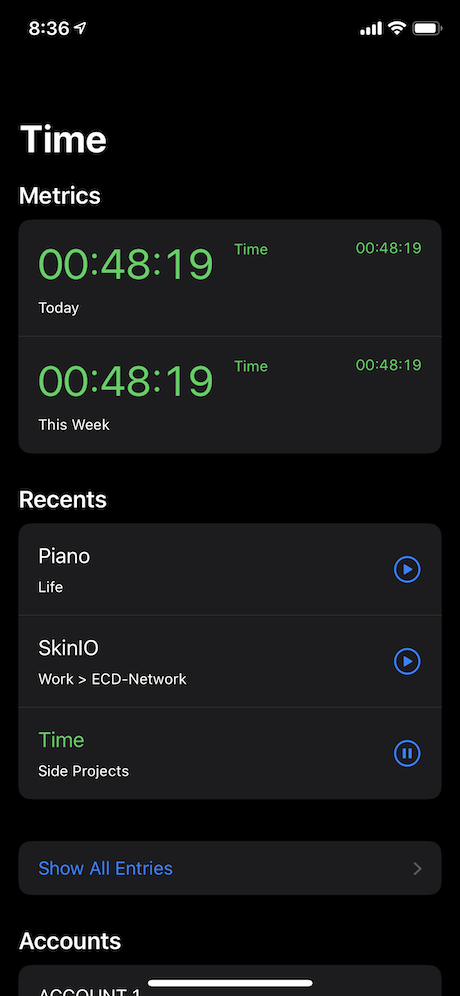 8:36
Time
Metrics
00:48:19 Time 00:48:19
Today
00:48:19 Time 00:48:19
This Week
Recents
Piano
Life
SkinIO
Work > ECD-Network
Time
Side Projects
Show All Entries
Accounts
ACCOUNT 1